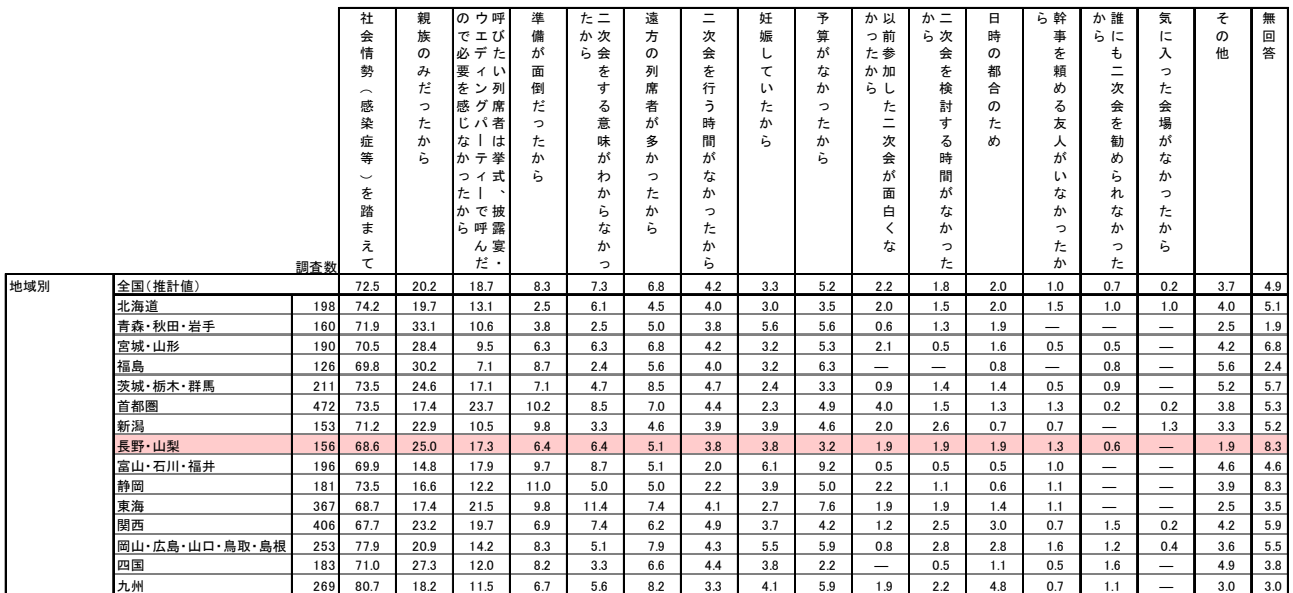 社会情勢（感染症等）を踏まえて
親族のみだったから
呼びたい列席者は挙式、披露宴・
ウエディングパーティーで呼んだ
ので必要を感じなかったから
準備が面倒だったから
二次会をする意味がわからなかっ
たから
遠方の列席者が多かったから
二次会を行う時間がなかったから
妊娠していたから
予算がなかったから
以前参加した二次会が面白くな
かったから
二次会を検討する時間がなかった
から
日時の都合のため
幹事を頼める友人がいなかったか
ら
誰にも二次会を勧められなかった
から
気に入った会場がなかったから
その他
無回答
調査数
地域別 全国（推計値） 72.5 20.2 18.7 8.3 7.3 6.8 4.2 3.3 5.2 2.2 1.8 2.0 1.0 0.7 0.2 3.7 4.9
北海道 198 74.2 19.7 13.1 2.5 6.1 4.5 4.0 3.0 3.5 2.0 1.5 2.0 1.5 1.0 1.0 4.0 5.1
青森・秋田・岩手 160 71.9 33.1 10.6 3.8 2.5 5.0 3.8 5.6 5.6 0.6 1.3 1.9 — — — 2.5 1.9
宮城・山形 190 70.5 28.4 9.5 6.3 6.3 6.8 4.2 3.2 5.3 2.1 0.5 1.6 0.5 0.5 — 4.2 6.8
福島 126 69.8 30.2 7.1 8.7 2.4 5.6 4.0 3.2 6.3 — — 0.8 — 0.8 — 5.6 2.4
茨城・栃木・群馬 211 73.5 24.6 17.1 7.1 4.7 8.5 4.7 2.4 3.3 0.9 1.4 1.4 0.5 0.9 — 5.2 5.7
首都圏 472 73.5 17.4 23.7 10.2 8.5 7.0 4.4 2.3 4.9 4.0 1.5 1.3 1.3 0.2 0.2 3.8 5.3
新潟 153 71.2 22.9 10.5 9.8 3.3 4.6 3.9 3.9 4.6 2.0 2.6 0.7 0.7 — 1.3 3.3 5.2
長野・山梨 156 68.6 25.0 17.3 6.4 6.4 5.1 3.8 3.8 3.2 1.9 1.9 1.9 1.3 0.6 — 1.9 8.3
富山・石川・福井 196 69.9 14.8 17.9 9.7 8.7 5.1 2.0 6.1 9.2 0.5 0.5 0.5 1.0 — — 4.6 4.6
静岡 181 73.5 16.6 12.2 11.0 5.0 5.0 2.2 3.9 5.0 2.2 1.1 0.6 1.1 — — 3.9 8.3
東海 367 68.7 17.4 21.5 9.8 11.4 7.4 4.1 2.7 7.6 1.9 1.9 1.4 1.1 — — 2.5 3.5
関西 406 67.7 23.2 19.7 6.9 7.4 6.2 4.9 3.7 4.2 1.2 2.5 3.0 0.7 1.5 0.2 4.2 5.9
岡山・広島・山口・鳥取・島根 253 77.9 20.9 14.2 8.3 5.1 7.9 4.3 5.5 5.9 0.8 2.8 2.8 1.6 1.2 0.4 3.6 5.5
四国 183 71.0 27.3 12.0 8.2 3.3 6.6 4.4 3.8 2.2 — 0.5 1.1 0.5 1.6 — 4.9 3.8
九州 269 80.7 18.2 11.5 6.7 5.6 8.2 3.3 4.1 5.9 1.9 2.2 4.8 0.7 1.1 — 3.0 3.0